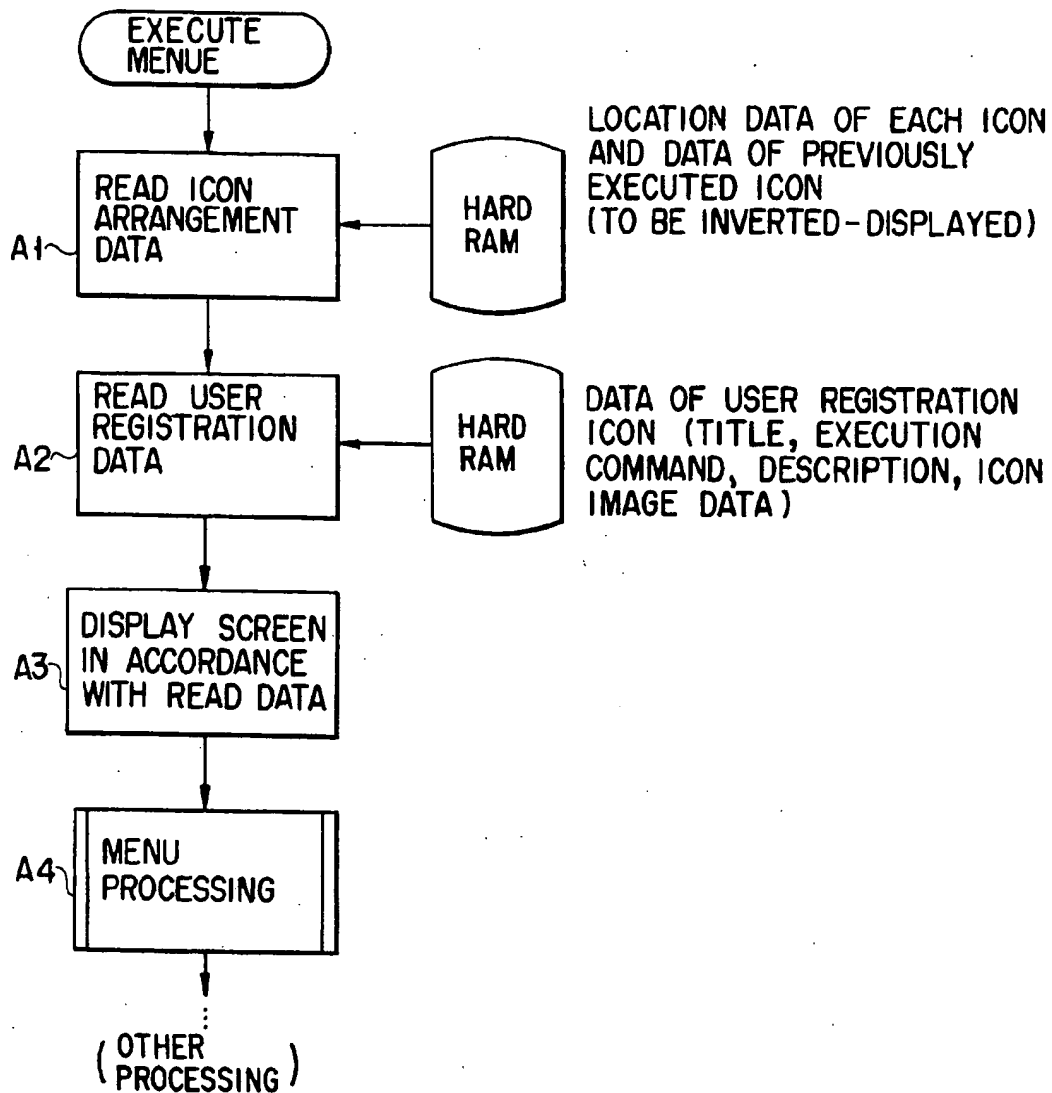 EXECUTE
MENUE
LOCATION DATA OF EACH ICON
AND DATA OF PREVIOUSLY
EXECUTED ICON
(TO BE INVERTED-DISPLAYED)
READ ICON
ARRANGEMENT
DATA
A1
HARD
RAM
READ USER
REGISTRATION
DATA
A2
HARD
RAM
DATA OF USER REGISTRATION
ICON (TITLE, EXECUTION
COMMAND, DESCRIPTION, ICON
IMAGE DATA)
DISPLAY SCREEN
IN ACCORDANCE
WITH READ DATA
A3
MENU
PROCESSING
A4
(OTHER
PROCESSING)